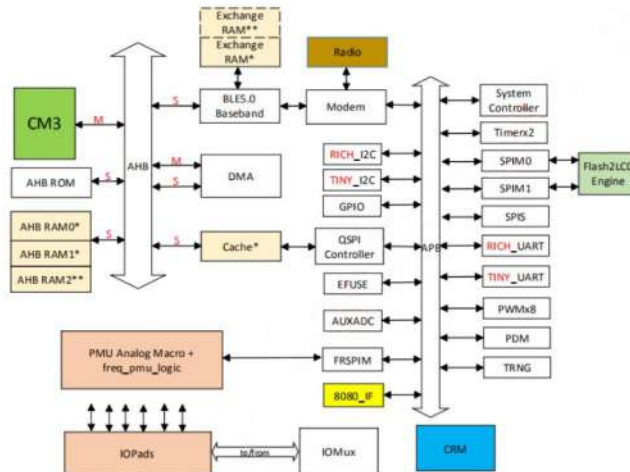 Exchange
RAM**
Exchange
RAM*
Radio
CM3
M
S
BLE5.0
Baseband
Modem
System
Controller
Timerx2
AHB
M
S
DMA
RICH_I2C
TINY_I2C
GPIO
SPIM0
SPIM1
Flash2LCD
Engine
AHB ROM
S
SPIS
AHB RAM0*
AHB RAM1*
AHB RAM2**
S
S
Cache*
QSPI
Controller
APB
RICH_UART
TINY_UART
EFUSE
PWMx8
AUXADC
PDM
PMU Analog Macro +
freq_pmu_logic
FRSPIM
TRNG
8080_IF
IOPads
to/from
IOMux
CRM